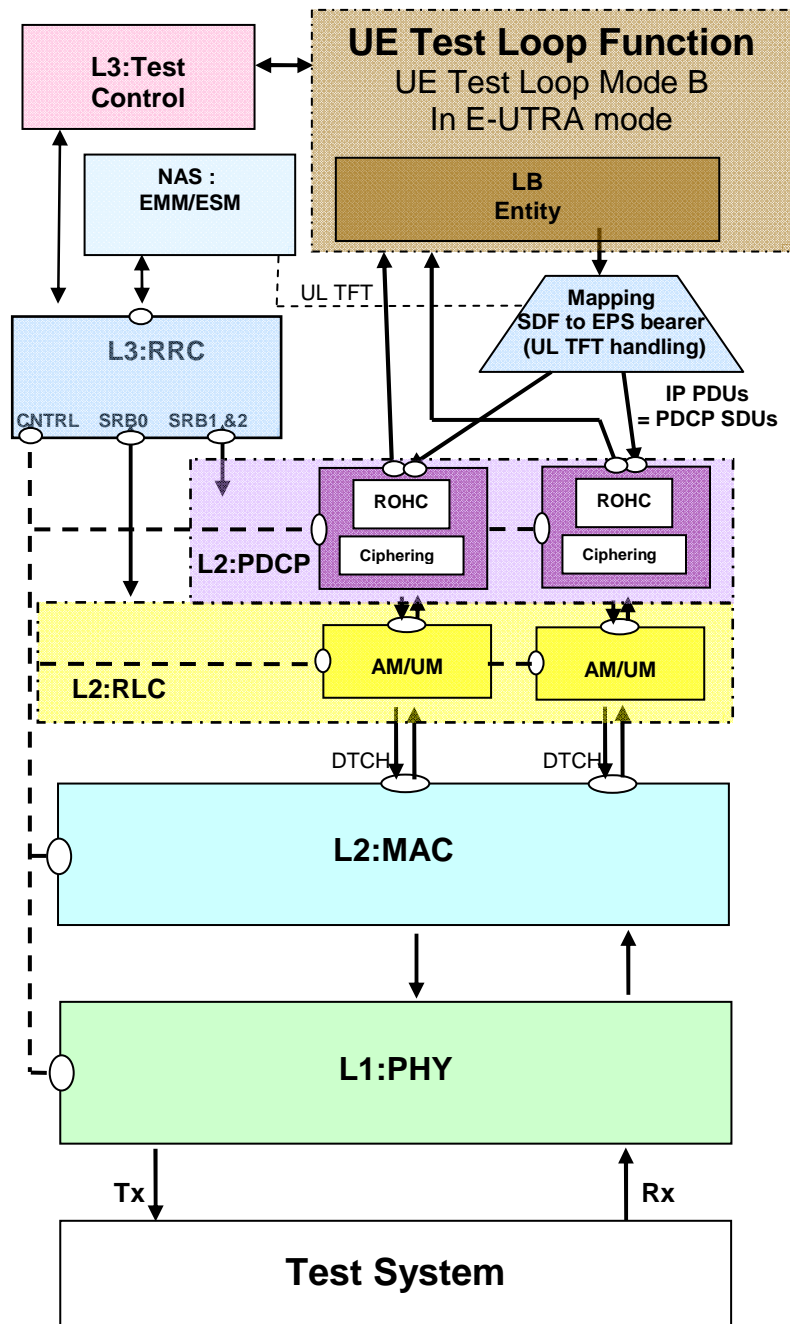 L3:Test
Control
UE Test Loop Function
UE Test Loop Mode B
In E-UTRA mode
NAS :
EMM/ESM
LB
Entity
UL TFT
Mapping
SDF to EPS bearer
(UL TFT handling)
L3:RRC
CNTRL SRB0 SRB1 &2
IP PDUs
= PDCP SDUs
ROHC
ROHC
Ciphering
Ciphering
L2:PDCP
AM/UM
AM/UM
L2:RLC
DTCH
DTCH
L2:MAC
L1:PHY
Tx
Rx
Test System